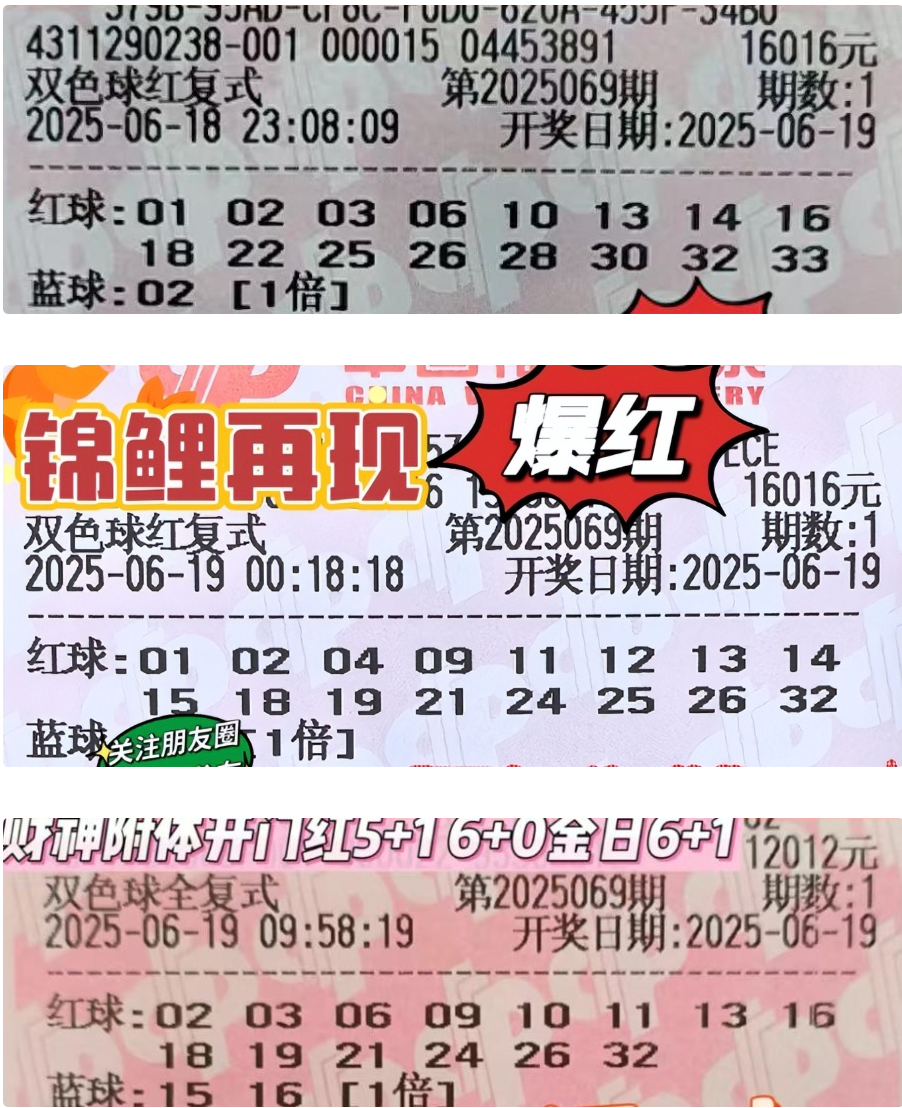 4311290238-001 000015 04453891 16016元
双色球红复式 第2025069期 期数:1
2025-06-18 23:08:09 开奖日期:2025-06-19
红球:01 02 03 06 10 13 14 16
18 22 25 26 28 30 32 33
蓝球:02 [1倍]
CHINA
锦鲤再现
爆红
ECE
16016元
双色球红复式 第2025069期 期数:1
2025-06-19 00:18:18 开奖日期:2025-06-19
红球:01 02 04 09 11 12 13 14
15 18 19 21 24 25 26 32
蓝球 [1倍]
关注朋友圈
财神附体开门红5+1 6+0金日6+1
12012元
双色球全复式 第2025069期 期数:1
2025-06-19 09:58:19 开奖日期:2025-06-19
红球:02 03 06 09 10 11 13 16
18 19 21 24 26 32
蓝球:15 16 [1倍]